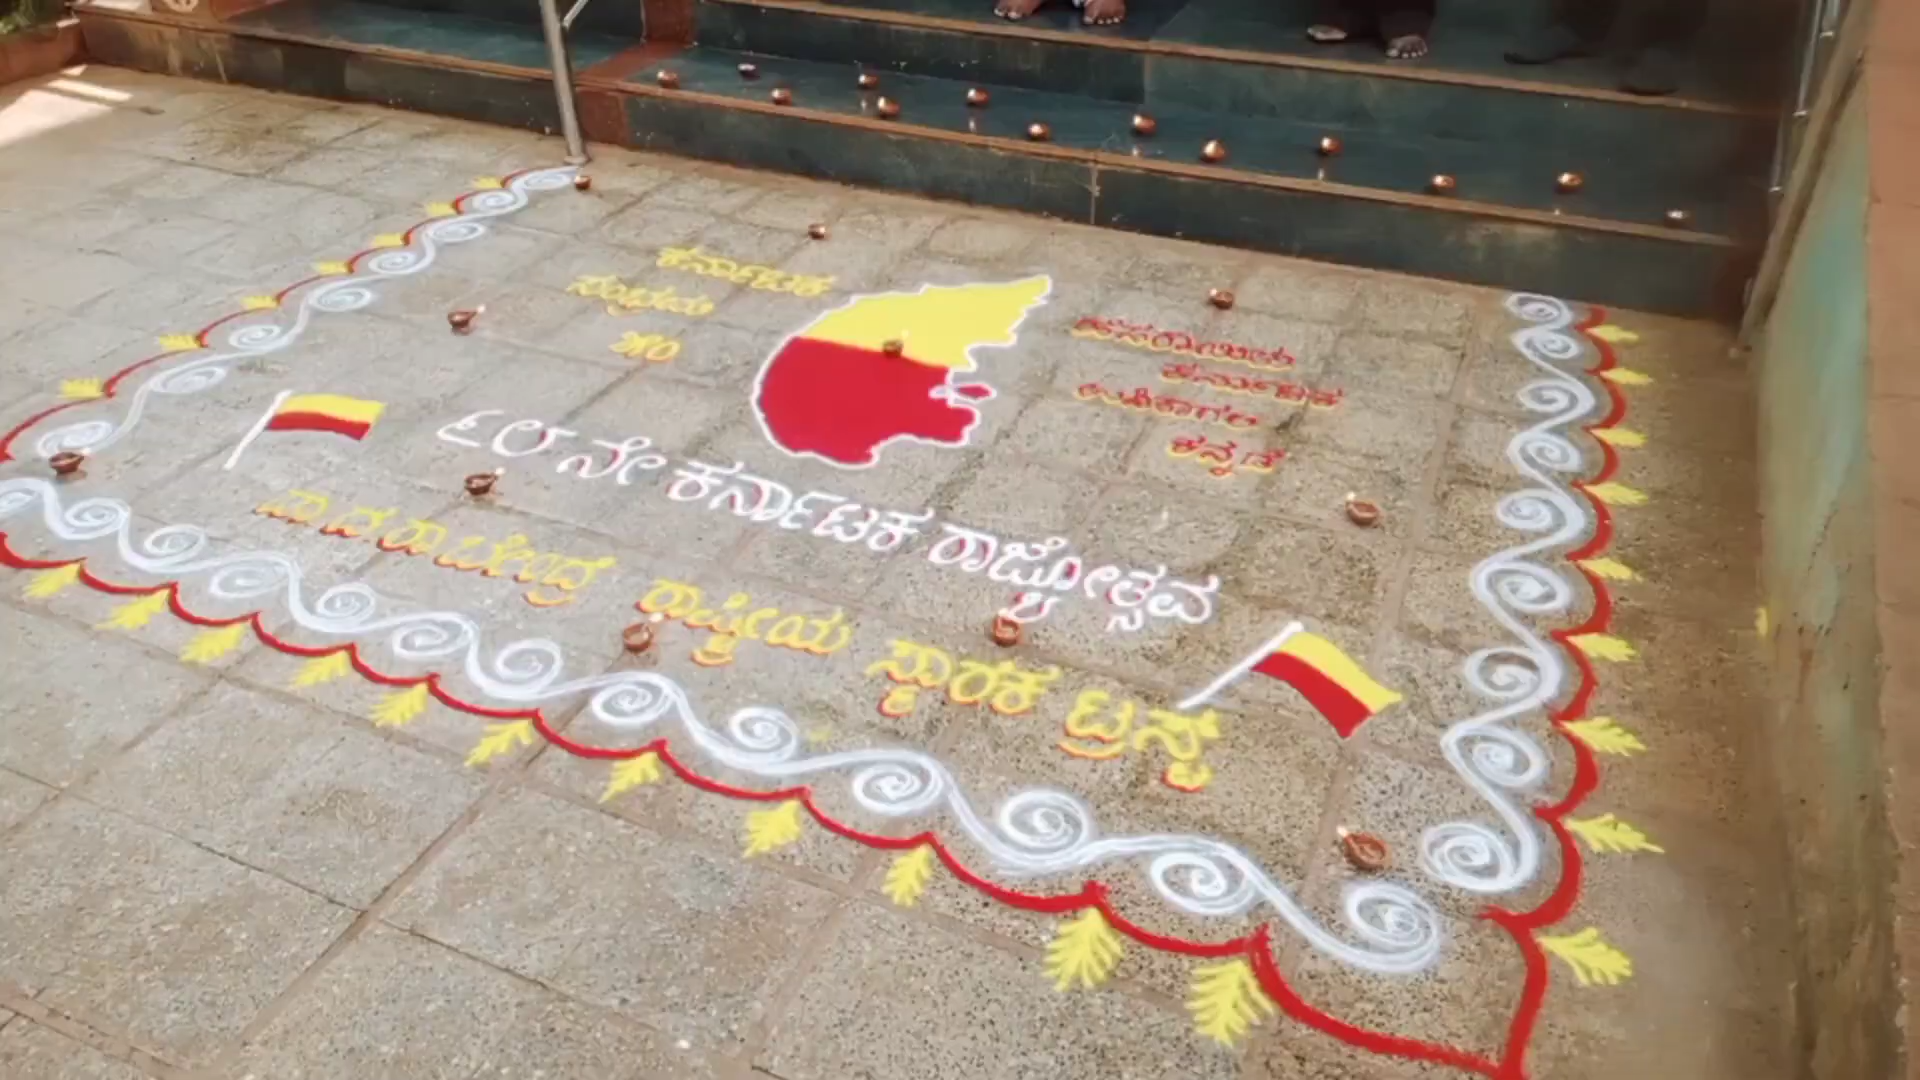 ಕರ್ನಾಟಕ
ಸಂಭ್ರಮ
೫೦
ಹೆಸರಾಯಿತು
ಕರ್ನಾಟಕ
ಉಸಿರಾಗಲಿ
ಕನ್ನಡ
೬೮ ನೇ ಕರ್ನಾಟಕ ರಾಜ್ಯೋತ್ಸವ
ಡಾ ದ ರಾ ಬೇಂದ್ರೆ ರಾಷ್ಟ್ರೀಯ ಸ್ಮಾರಕ ಟ್ರಸ್ಟ್